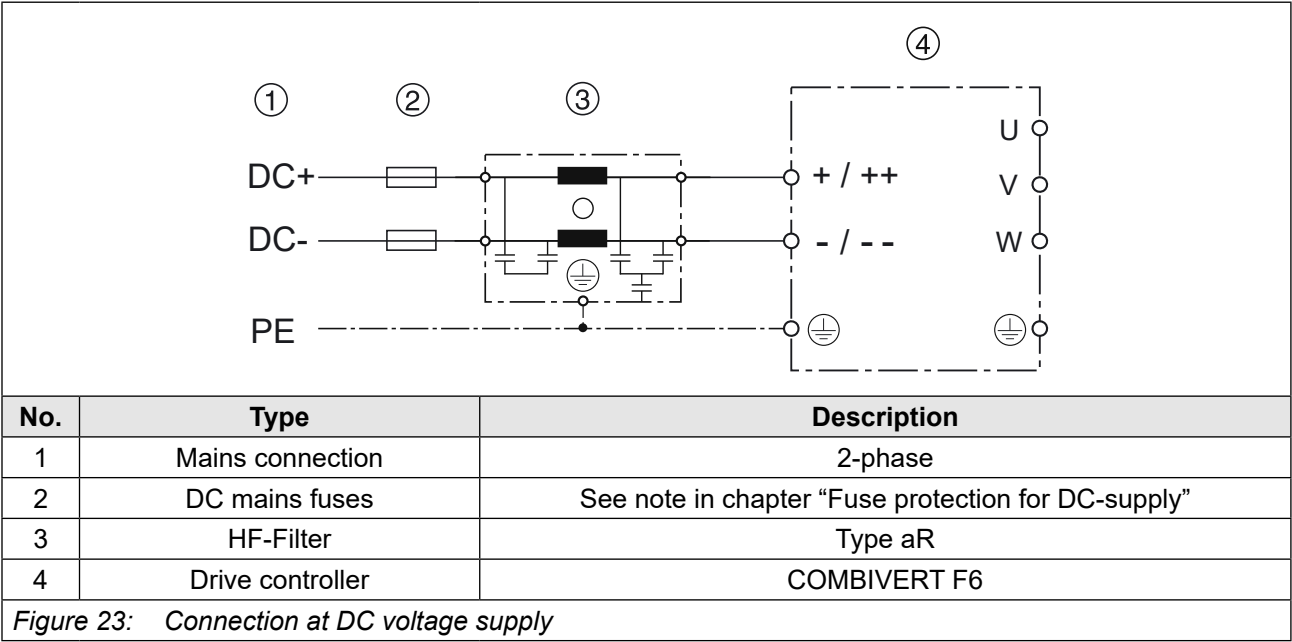 ④
① ② ③
U
DC+ + / ++ V
DC- - / - - W
PE
No. Type Description
1 Mains connection 2-phase
2 DC mains fuses See note in chapter “Fuse protection for DC-supply”
3 HF-Filter Type aR
4 Drive controller COMBIVERT F6
Figure 23: Connection at DC voltage supply